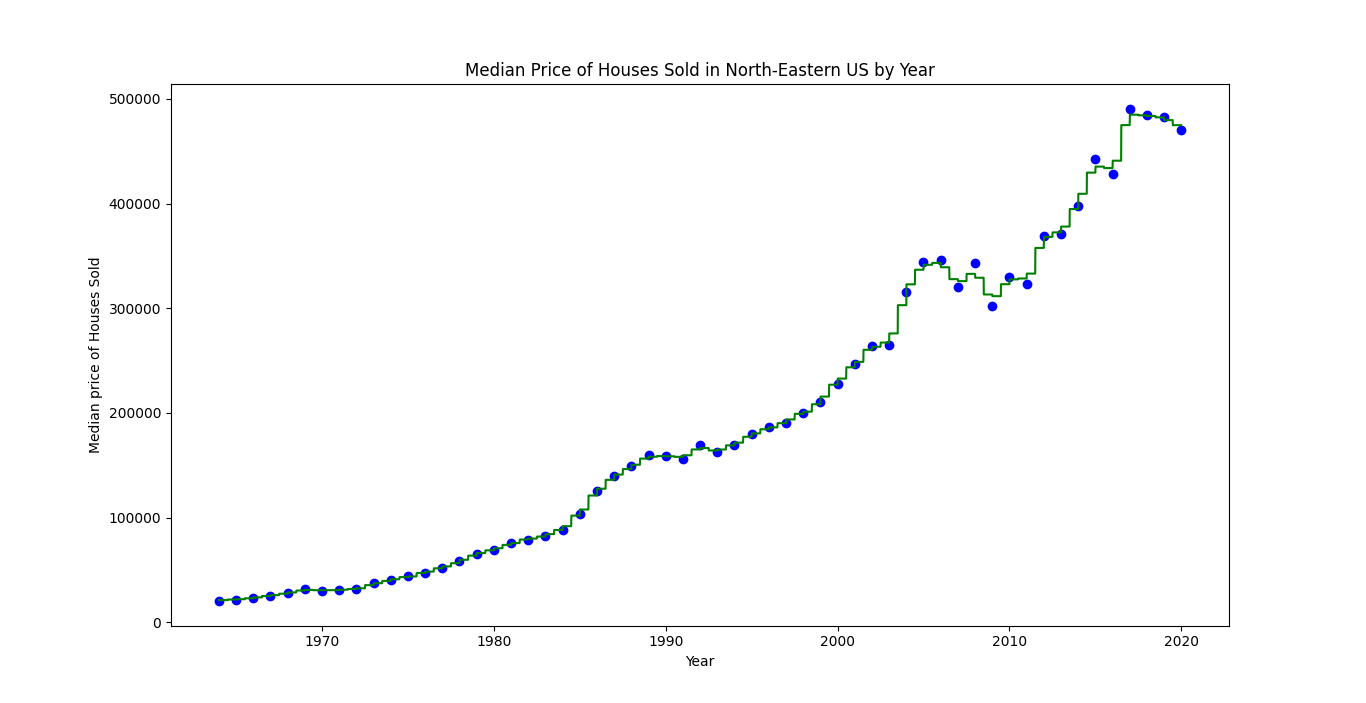 Median Price of Houses Sold in North-Eastern US by Year
500000
400000
300000
200000
100000
0
Median price of Houses Sold
1970 1980 1990 2000 2010 2020
Year